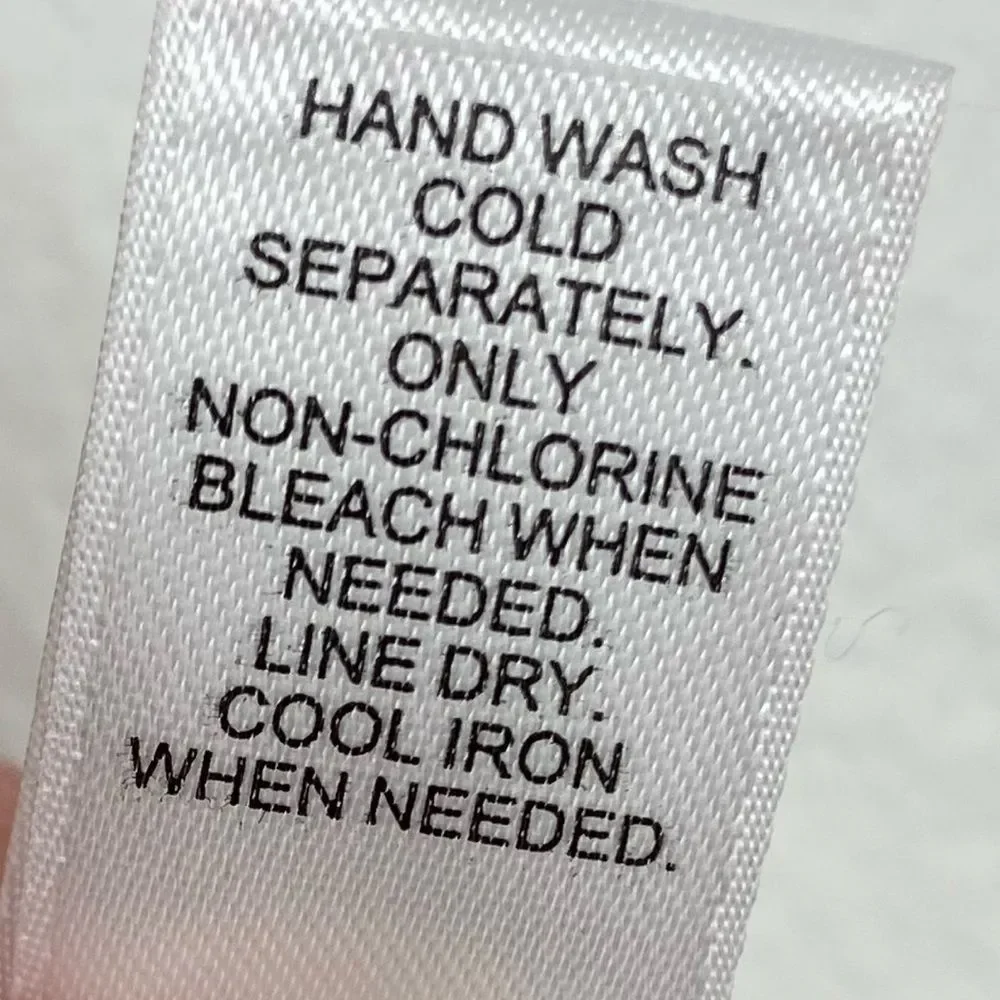 HAND WASH
COLD
SEPARATELY.
ONLY
NON-CHLORINE
BLEACH WHEN
NEEDED.
LINE DRY.
COOL IRON
WHEN NEEDED.